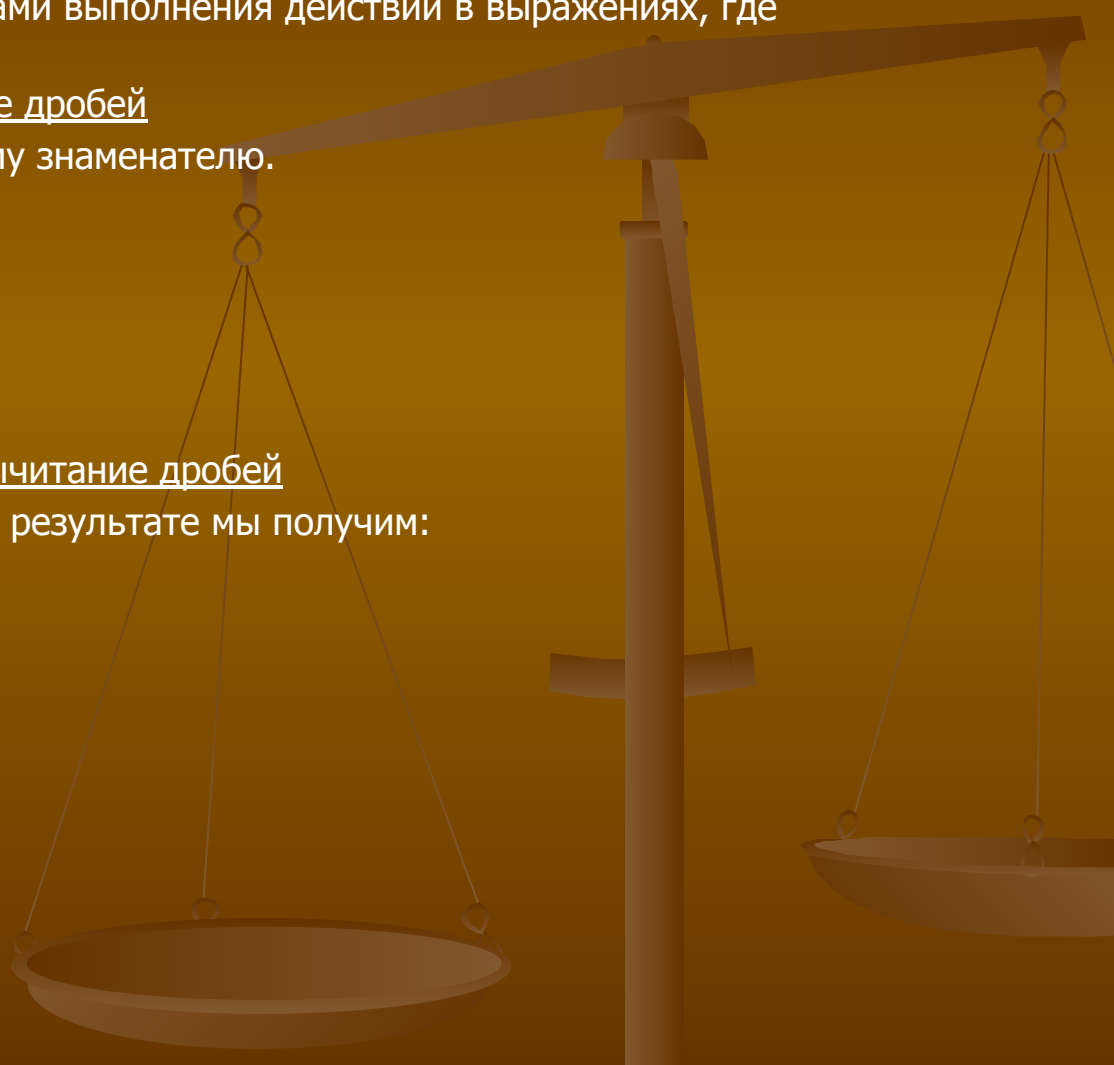 ами выполнения действий в выражениях, где
е дробей
му знаменателю.
ычитание дробей
результате мы получим: